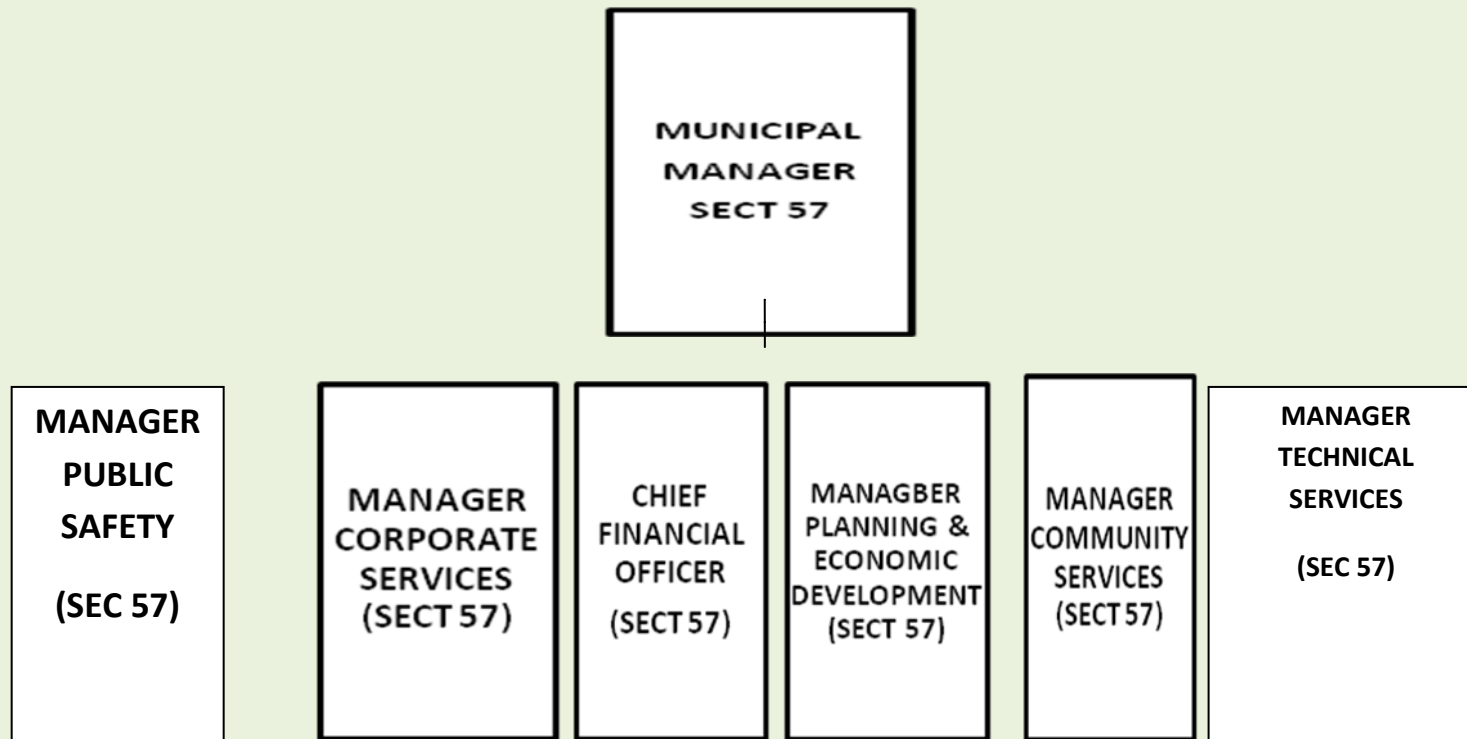 MUNICIPAL
MANAGER
SECT 57
MANAGER
PUBLIC
SAFETY
(SEC 57)
MANAGER
CORPORATE
SERVICES
(SECT 57)
CHIEF
FINANCIAL
OFFICER
(SECT 57)
MANAGBER
PLANNING &
ECONOMIC
DEVELOPMENT
(SECT 57)
MANAGER
COMMUNITY
SERVICES
(SECT 57)
MANAGER
TECHNICAL
SERVICES
(SEC 57)